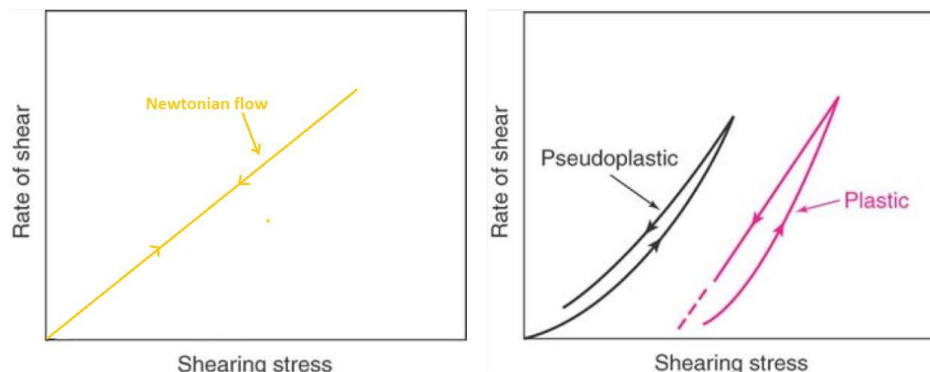 Rate of shear
Newtonian flow
Shearing stress
Rate of shear
Pseudoplastic
Plastic
Shearing stress